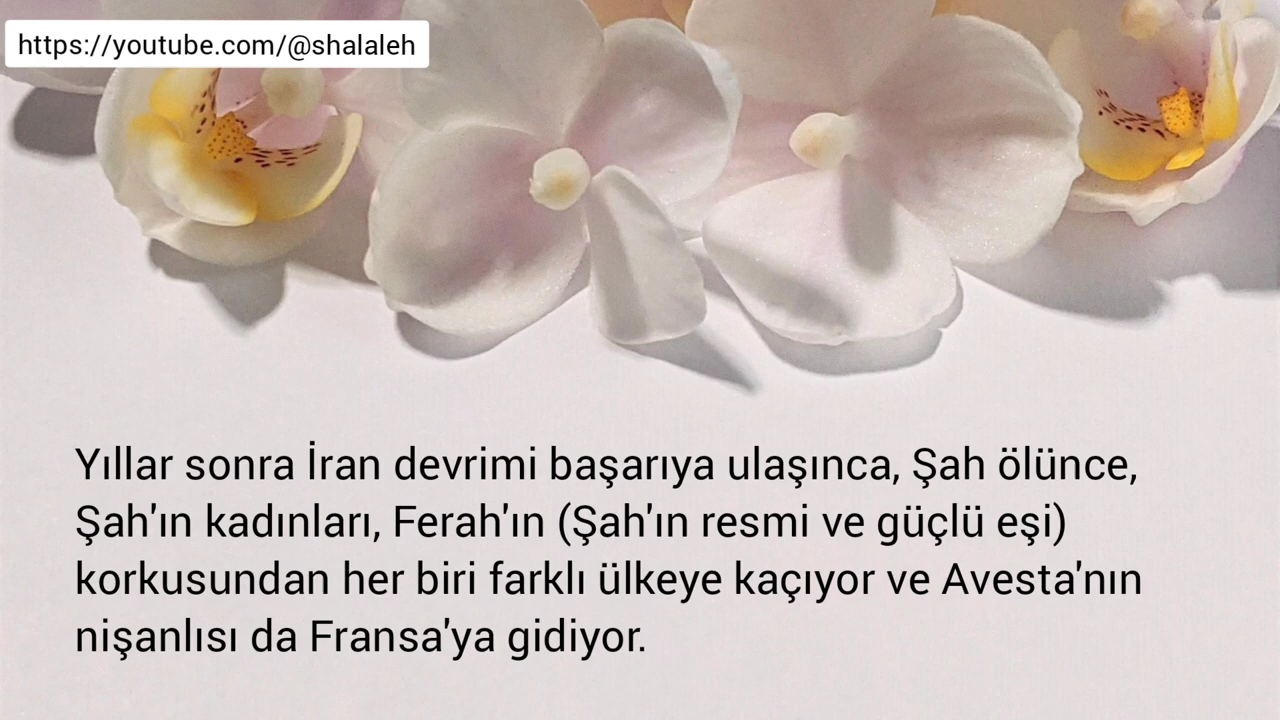 https://youtube.com/@shalaleh
Yıllar sonra İran devrimi başarıya ulaşınca, Şah ölünce,
Şah'ın kadınları, Ferah'ın (Şah'ın resmi ve güçlü eşi)
korkusundan her biri farklı ülkeye kaçıyor ve Avesta'nın
nişanlısı da Fransa'ya gidiyor.